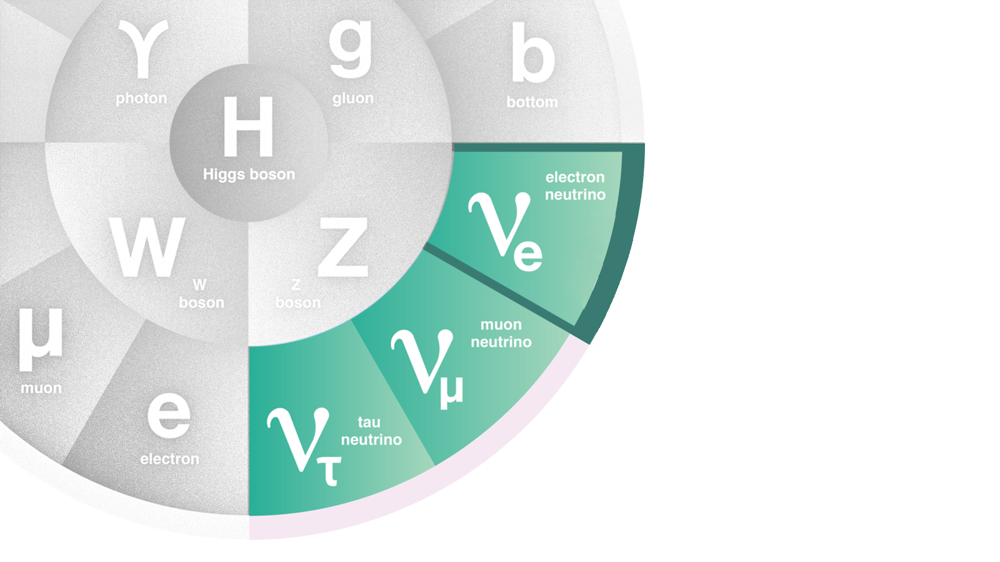 γ
photon
g
gluon
b
bottom
H
Higgs boson
W
W
boson
Z
Z
boson
νe
electron
neutrino
νμ
muon
neutrino
ντ
tau
neutrino
μ
muon
e
electron